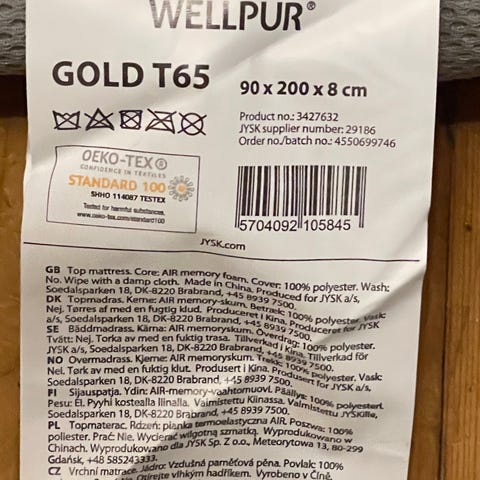 WELLPUR®
GOLD T65
90 x 200 x 8 cm
Product no.: 3427632
JYSK supplier number: 29186
Order no./batch no.: 4550699746
OEKO-TEX®
CONFIDENCE IN TEXTILES
STANDARD 100
SHHO 114087 TESTEX
Tested for harmful substances.
www.oeko-tex.com/standard100
5704092 105845
JYSK.com
GB Top mattress. Core: AIR memory foam. Cover: 100% polyester. Wash:
No. Wipe with a damp cloth. Made in China. Produced for JYSK a/s,
Soedalsparken 18, DK-8220 Brabrand, +45 8939 7500.
DK Topmadras. Kerne: AIR memory-skum. Betræk: 100% polyester. Vask:
Nej. Tørres af med en fugtig klud. Produceret i Kina. Produceret for JYSK
a/s, Soedalsparken 18, DK-8220 Brabrand, +45 8939 7500.
SE Bäddmadrass. Kärna: AIR memoryskum. Överdrag: 100% polyester.
Tvätt: Nej. Torka av med en fuktig trasa. Tillverkad i Kina. Tillverkad för
JYSK a/s, Soedalsparken 18, DK-8220 Brabrand, +45 8939 7500.
NO Overmadrass. Kjerne: AIR memoryskum. Trekk: 100% polyester. Vask:
Nei. Tørk av med en fuktig klut. Produsert i Kina. Produsert for JYSK a/s,
Soedalsparken 18, DK-8220 Brabrand, +45 8939 7500.
FI Sijauspatja. Ydin: AIR-memory-vaahtomuovi. Päällys: 100% polyesteri.
Pesu: Ei. Pyyhi kostealla liinalla. Valmistettu Kiinassa. Valmistettu JYSKille,
Soedalsparken 18, DK-8220 Brabrand, +45 8939 7500.
PL Topmaterac. Rdzeń: pianka termoelastyczna AIR. Poszwa: 100%
poliester. Prać: Nie. Wycierać wilgotną szmatką. Wyprodukowano w
Chinach. Wyprodukowano dla JYSK Sp. Z o.o., Meteorytowa 13, 80-299
Gdańsk, +48 585243333.
CZ Vrchní matrace. Jádro: Vzdušná paměťová pěna. Povlak: 100%
Otírejte vlhkým hadříkem. Vyrobeno v Číně.